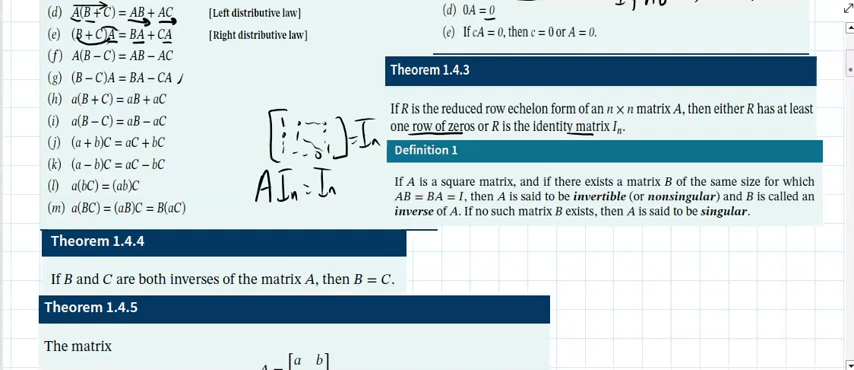 (d) A(B + C) = AB + AC [Left distributive law]
(e) (B + C)A = BA + CA [Right distributive law]
(f) A(B − C) = AB − AC
(g) (B − C)A = BA − CA
(h) a(B + C) = aB + aC
(i) a(B − C) = aB − aC
(j) (a + b)C = aC + bC
(k) (a − b)C = aC − bC
(l) a(bC) = (ab)C
(m) a(BC) = (aB)C = B(aC)
= In
A In = In
(d) 0A = 0
(e) If cA = 0, then c = 0 or A = 0.
Theorem 1.4.3
If R is the reduced row echelon form of an n × n matrix A, then either R has at least
one row of zeros or R is the identity matrix In.
Definition 1
If A is a square matrix, and if there exists a matrix B of the same size for which
AB = BA = I, then A is said to be invertible (or nonsingular) and B is called an
inverse of A. If no such matrix B exists, then A is said to be singular.
Theorem 1.4.4
If B and C are both inverses of the matrix A, then B = C.
Theorem 1.4.5
The matrix
a b